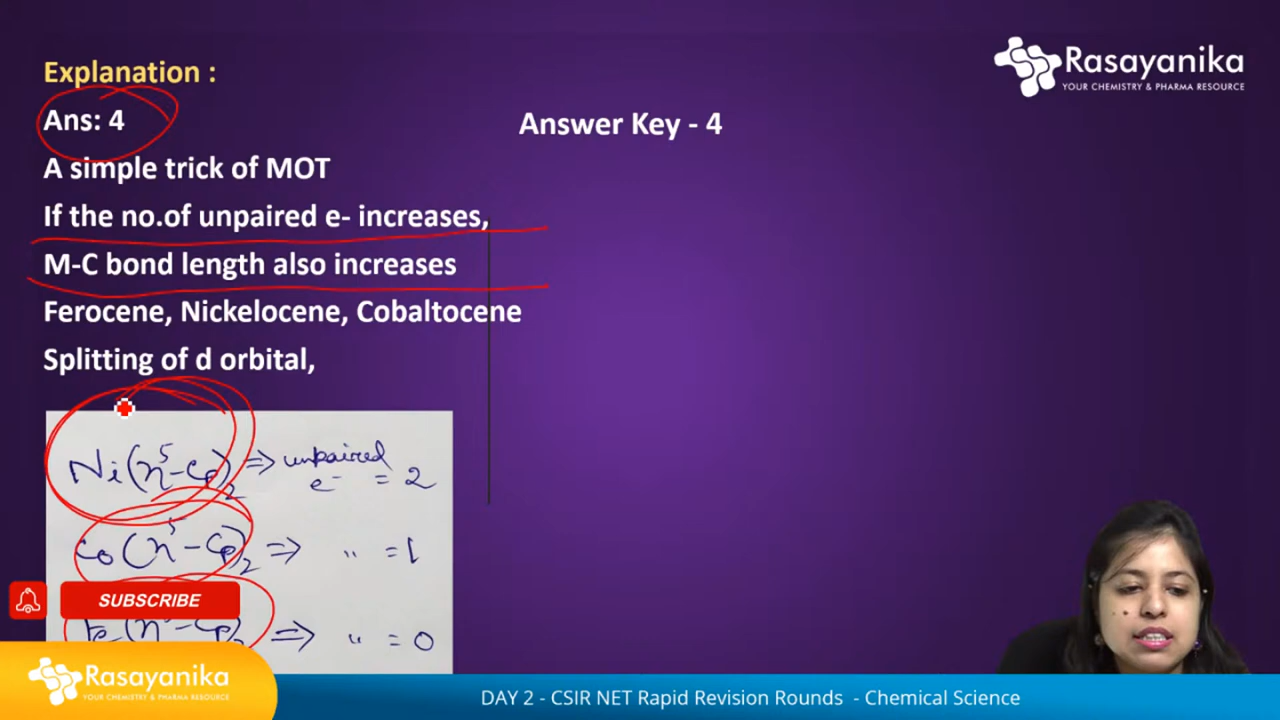 Explanation :
Ans: 4
A simple trick of MOT
If the no.of unpaired e- increases,
M-C bond length also increases
Ferocene, Nickelocene, Cobaltocene
Splitting of d orbital,
Ni(η⁵-Cp)₂ ⇒ unpaired e⁻ = 2
Co(η⁵-Cp)₂ ⇒ " = 1
Fe(η⁵-Cp)₂ ⇒ " = 0
Answer Key - 4
Rasayanika
YOUR CHEMISTRY & PHARMA RESOURCE
SUBSCRIBE
Rasayanika
YOUR CHEMISTRY & PHARMA RESOURCE
DAY 2 - CSIR NET Rapid Revision Rounds - Chemical Science